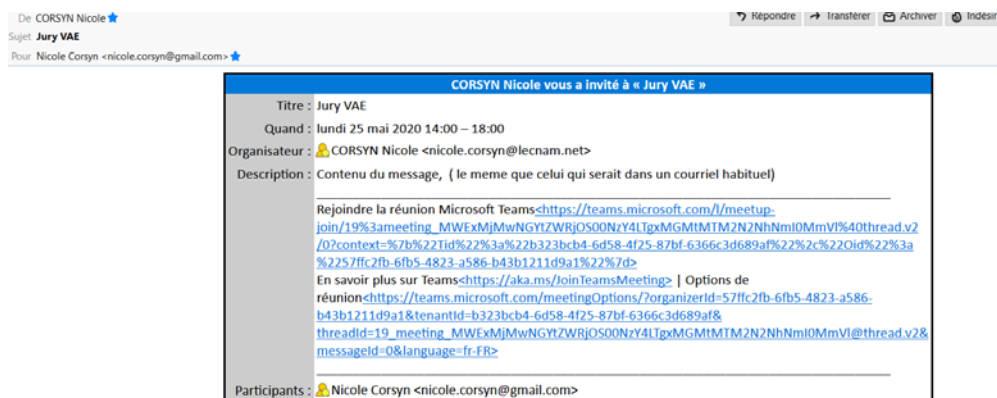 De CORSYN Nicole
Répondre Transférer Archiver Indésir
Sujet Jury VAE
Pour Nicole Corsyn <nicole.corsyn@gmail.com>
CORSYN Nicole vous a invité à « Jury VAE »
Titre : Jury VAE
Quand : lundi 25 mai 2020 14:00 – 18:00
Organisateur : CORSYN Nicole <nicole.corsyn@lecnam.net>
Description : Contenu du message, ( le meme que celui qui serait dans un courriel habituel)
Rejoindre la réunion Microsoft Teams<https://teams.microsoft.com/l/meetup-
join/19%3ameeting_MWExMjMwNGYtZWRjOS00NzY4LTgxMGMtMTM2N2NhNmI0MmVl%40thread.v2
/0?context=%7b%22Tid%22%3a%22b323bcb4-6d58-4f25-87bf-6366c3d689af%22%2c%22Oid%22%3a
%2257ffc2fb-6fb5-4823-a586-b43b1211d9a1%22%7d>
En savoir plus sur Teams<https://aka.ms/JoinTeamsMeeting> | Options de
réunion<https://teams.microsoft.com/meetingOptions/?organizerId=57ffc2fb-6fb5-4823-a586-
b43b1211d9a1&tenantId=b323bcb4-6d58-4f25-87bf-6366c3d689af&
threadId=19_meeting_MWExMjMwNGYtZWRjOS00NzY4LTgxMGMtMTM2N2NhNmI0MmVl@thread.v2&
messageId=0&language=fr-FR>
Participants : Nicole Corsyn <nicole.corsyn@gmail.com>